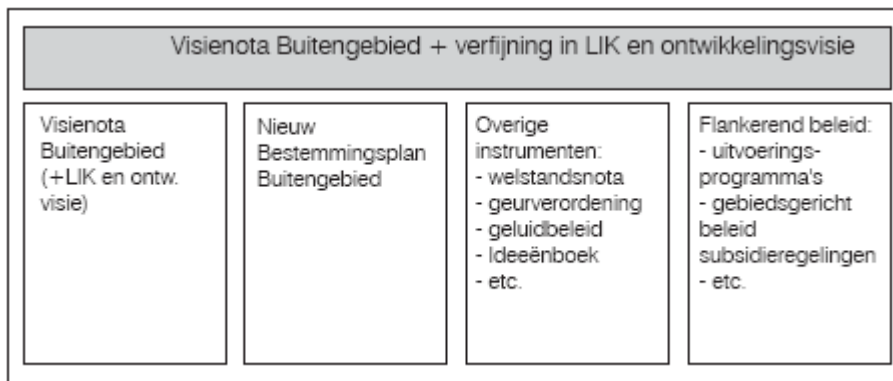 Visienota Buitengebied + verfijning in LIK en ontwikkelingsvisie
Visienota
Buitengebied
(+LIK en ontw.
visie)
Nieuw
Bestemmingsplan
Buitengebied
Overige
instrumenten:
- welstandsnota
- geurverordening
- geluidbeleid
- Ideeënboek
- etc.
Flankerend beleid:
- uitvoerings-
programma's
- gebiedsgericht
beleid
subsidieregelingen
- etc.